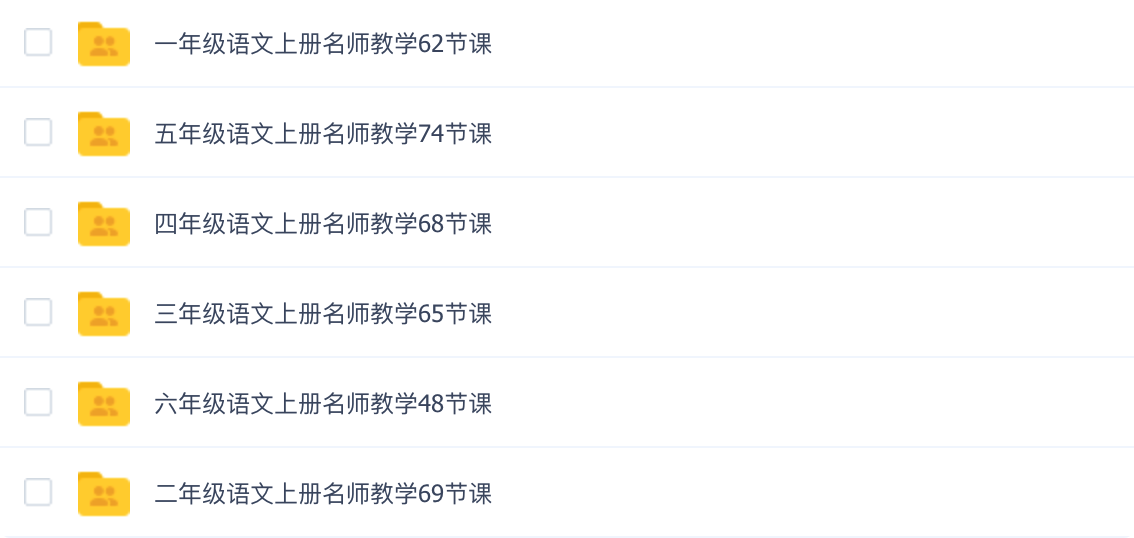 一年级语文上册名师教学62节课
五年级语文上册名师教学74节课
四年级语文上册名师教学68节课
三年级语文上册名师教学65节课
六年级语文上册名师教学48节课
二年级语文上册名师教学69节课